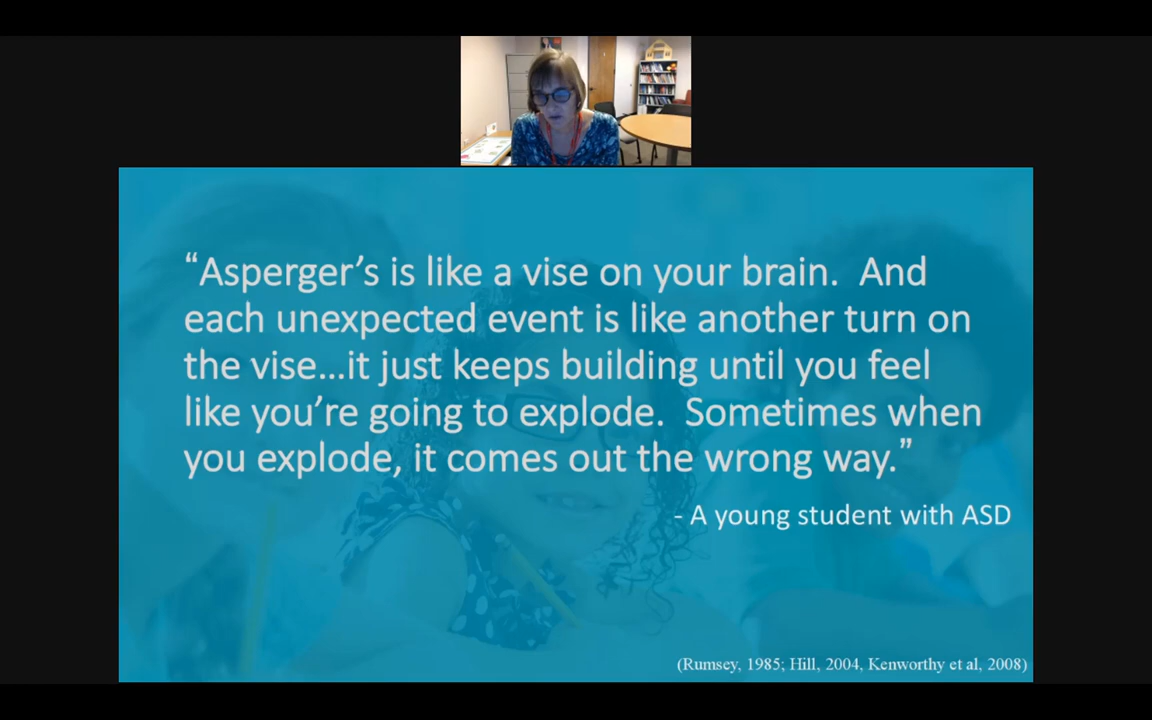 “Asperger’s is like a vise on your brain.  And
each unexpected event is like another turn on
the vise…it just keeps building until you feel
like you’re going to explode.  Sometimes when
you explode, it comes out the wrong way.”
- A young student with ASD
(Rumsey, 1985; Hill, 2004, Kenworthy et al, 2008)